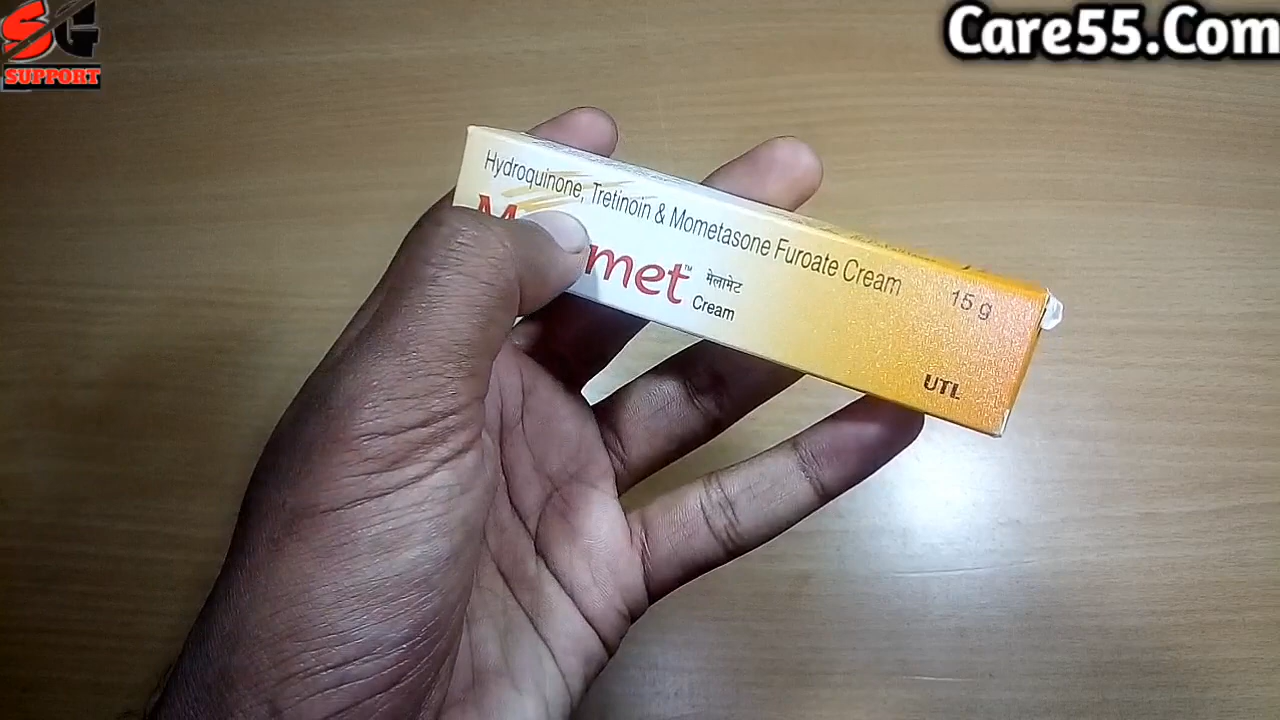 SG
SUPPORT
Care55.Com
Hydroquinone, Tretinoin & Mometasone Furoate Cream
15 g
met™ मेलामेट
Cream
UTL